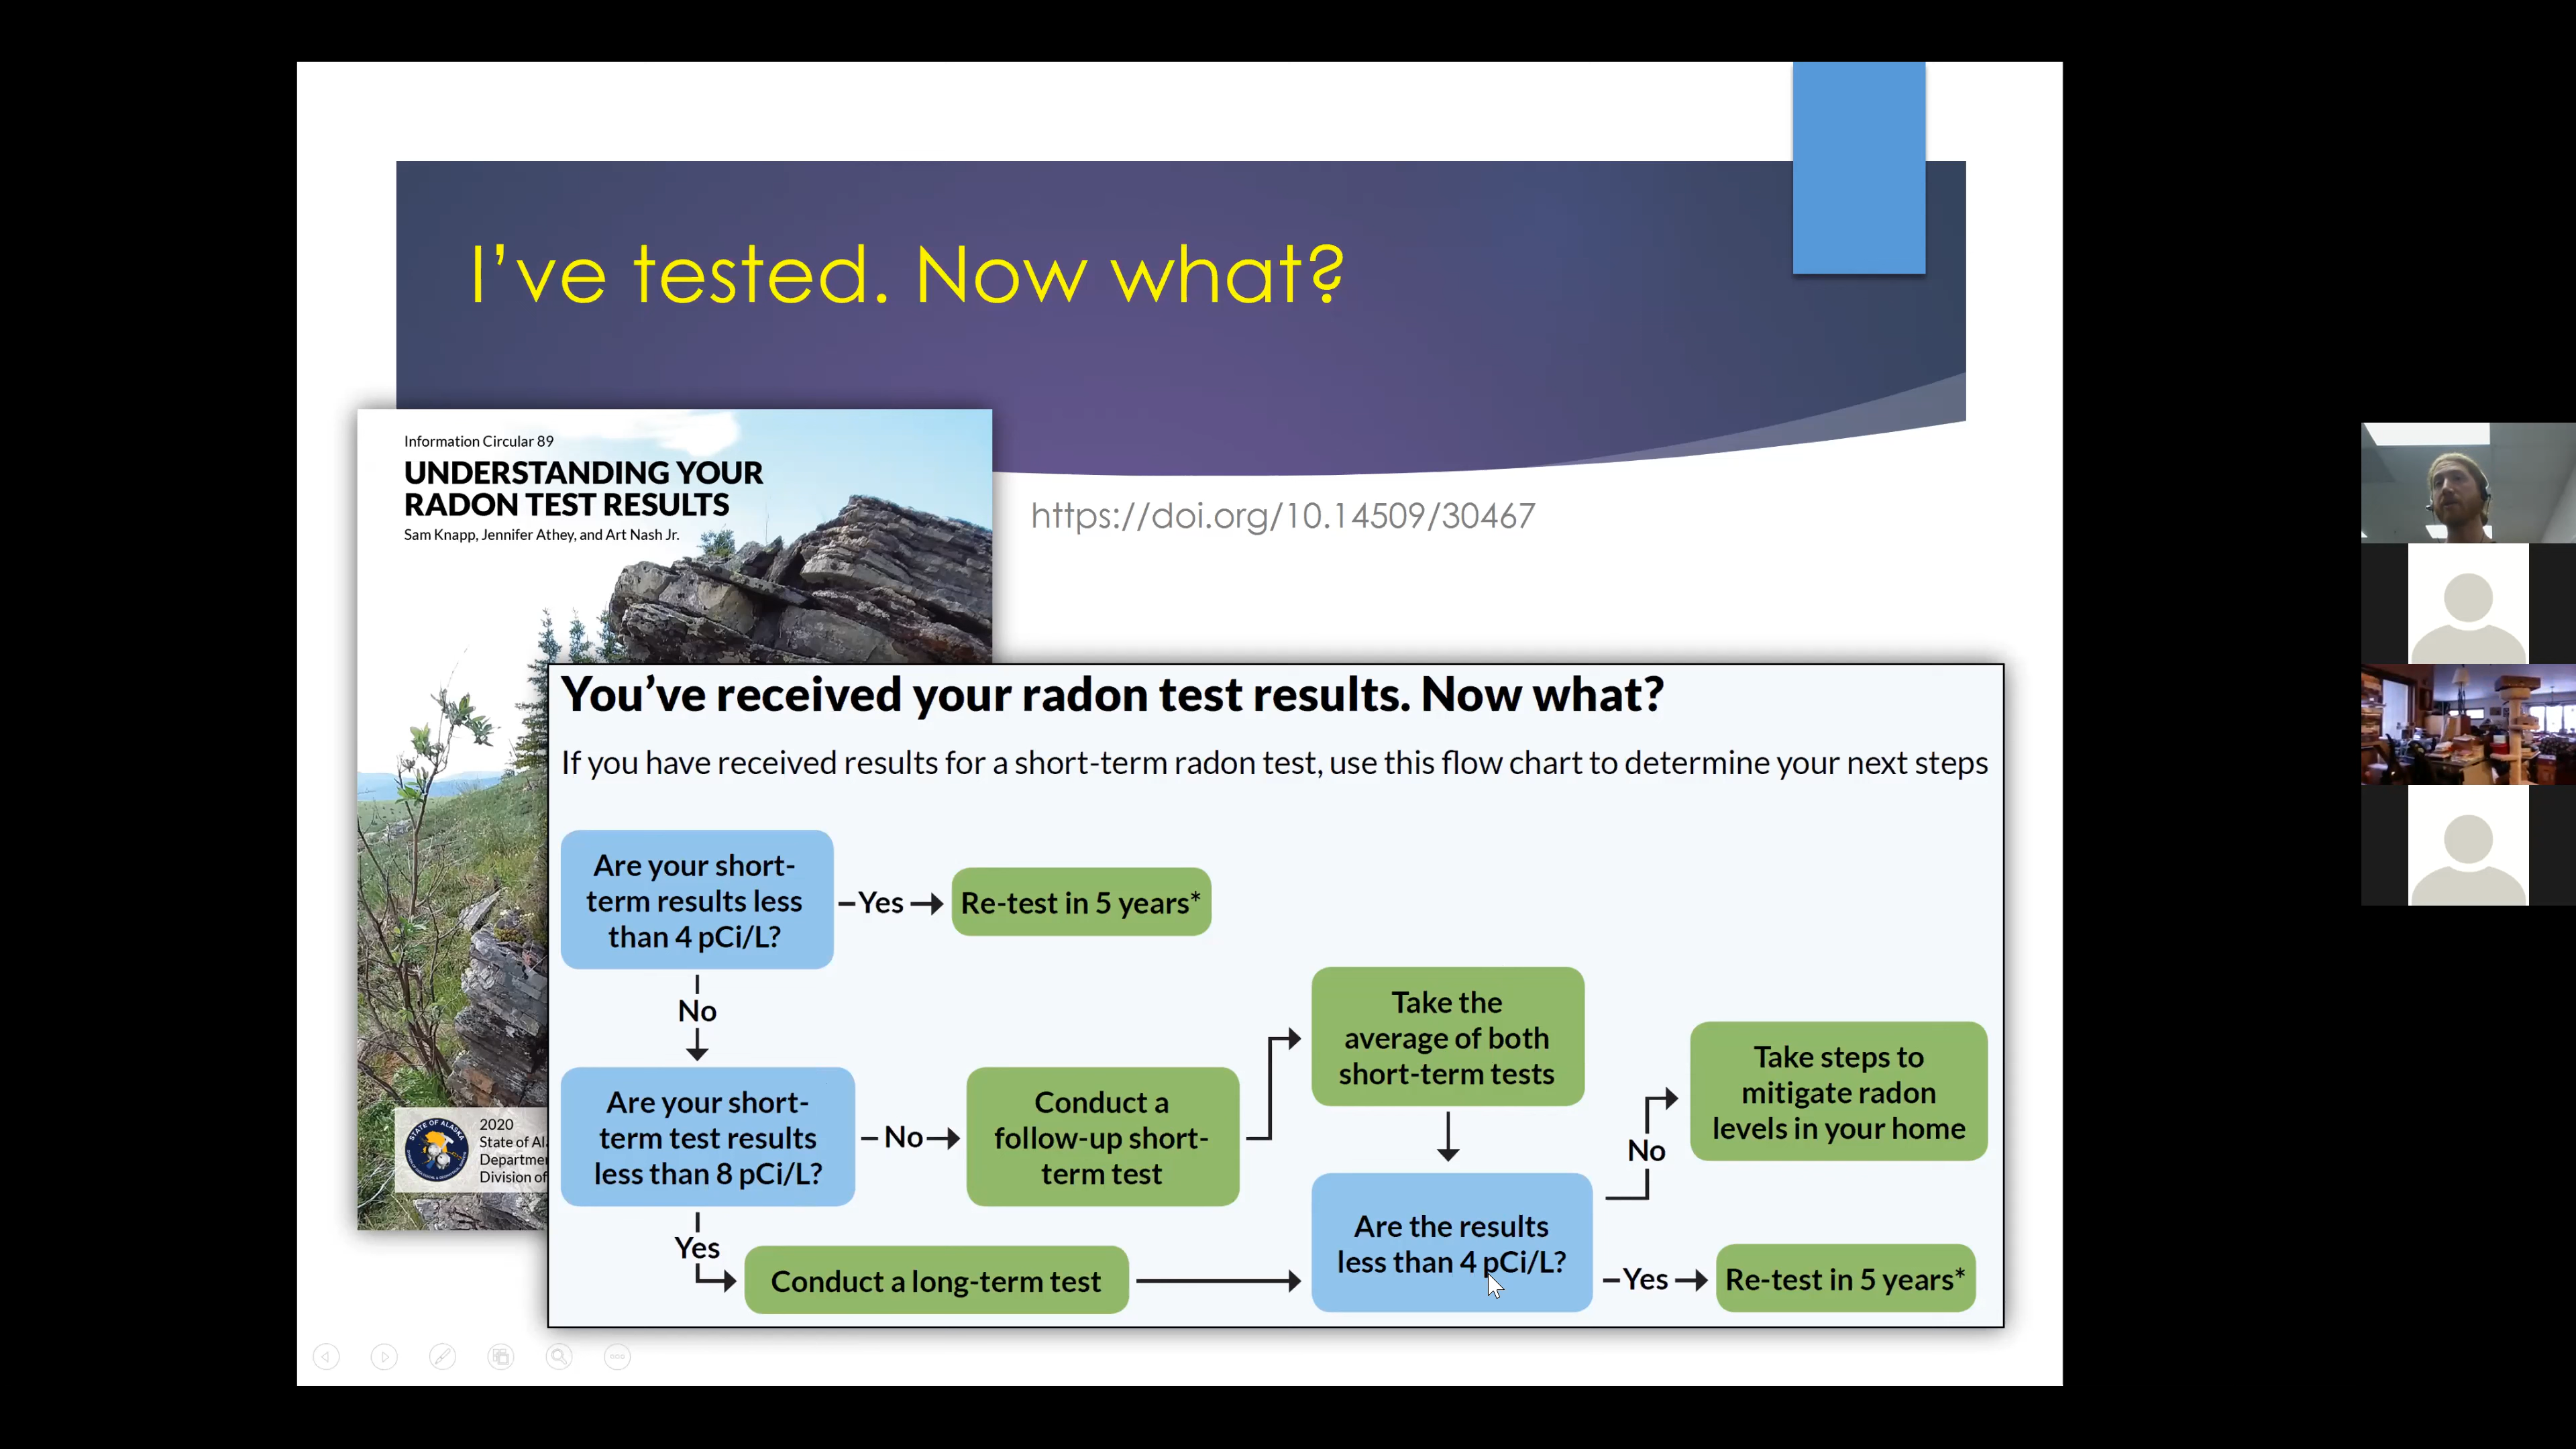 I’ve tested. Now what?
Information Circular 89
UNDERSTANDING YOUR
RADON TEST RESULTS
Sam Knapp, Jennifer Athey, and Art Nash Jr.
https://doi.org/10.14509/30467
You’ve received your radon test results. Now what?
If you have received results for a short-term radon test, use this flow chart to determine your next steps
Are your short-
term results less
than 4 pCi/L?
Yes
Re-test in 5 years*
No
Are your short-
term test results
less than 8 pCi/L?
No
Conduct a
follow-up short-
term test
Take the
average of both
short-term tests
Yes
Conduct a long-term test
Are the results
less than 4 pCi/L?
No
Take steps to
mitigate radon
levels in your home
Yes
Re-test in 5 years*
STATE OF ALASKA
2020
State of Al
Departme
Division of